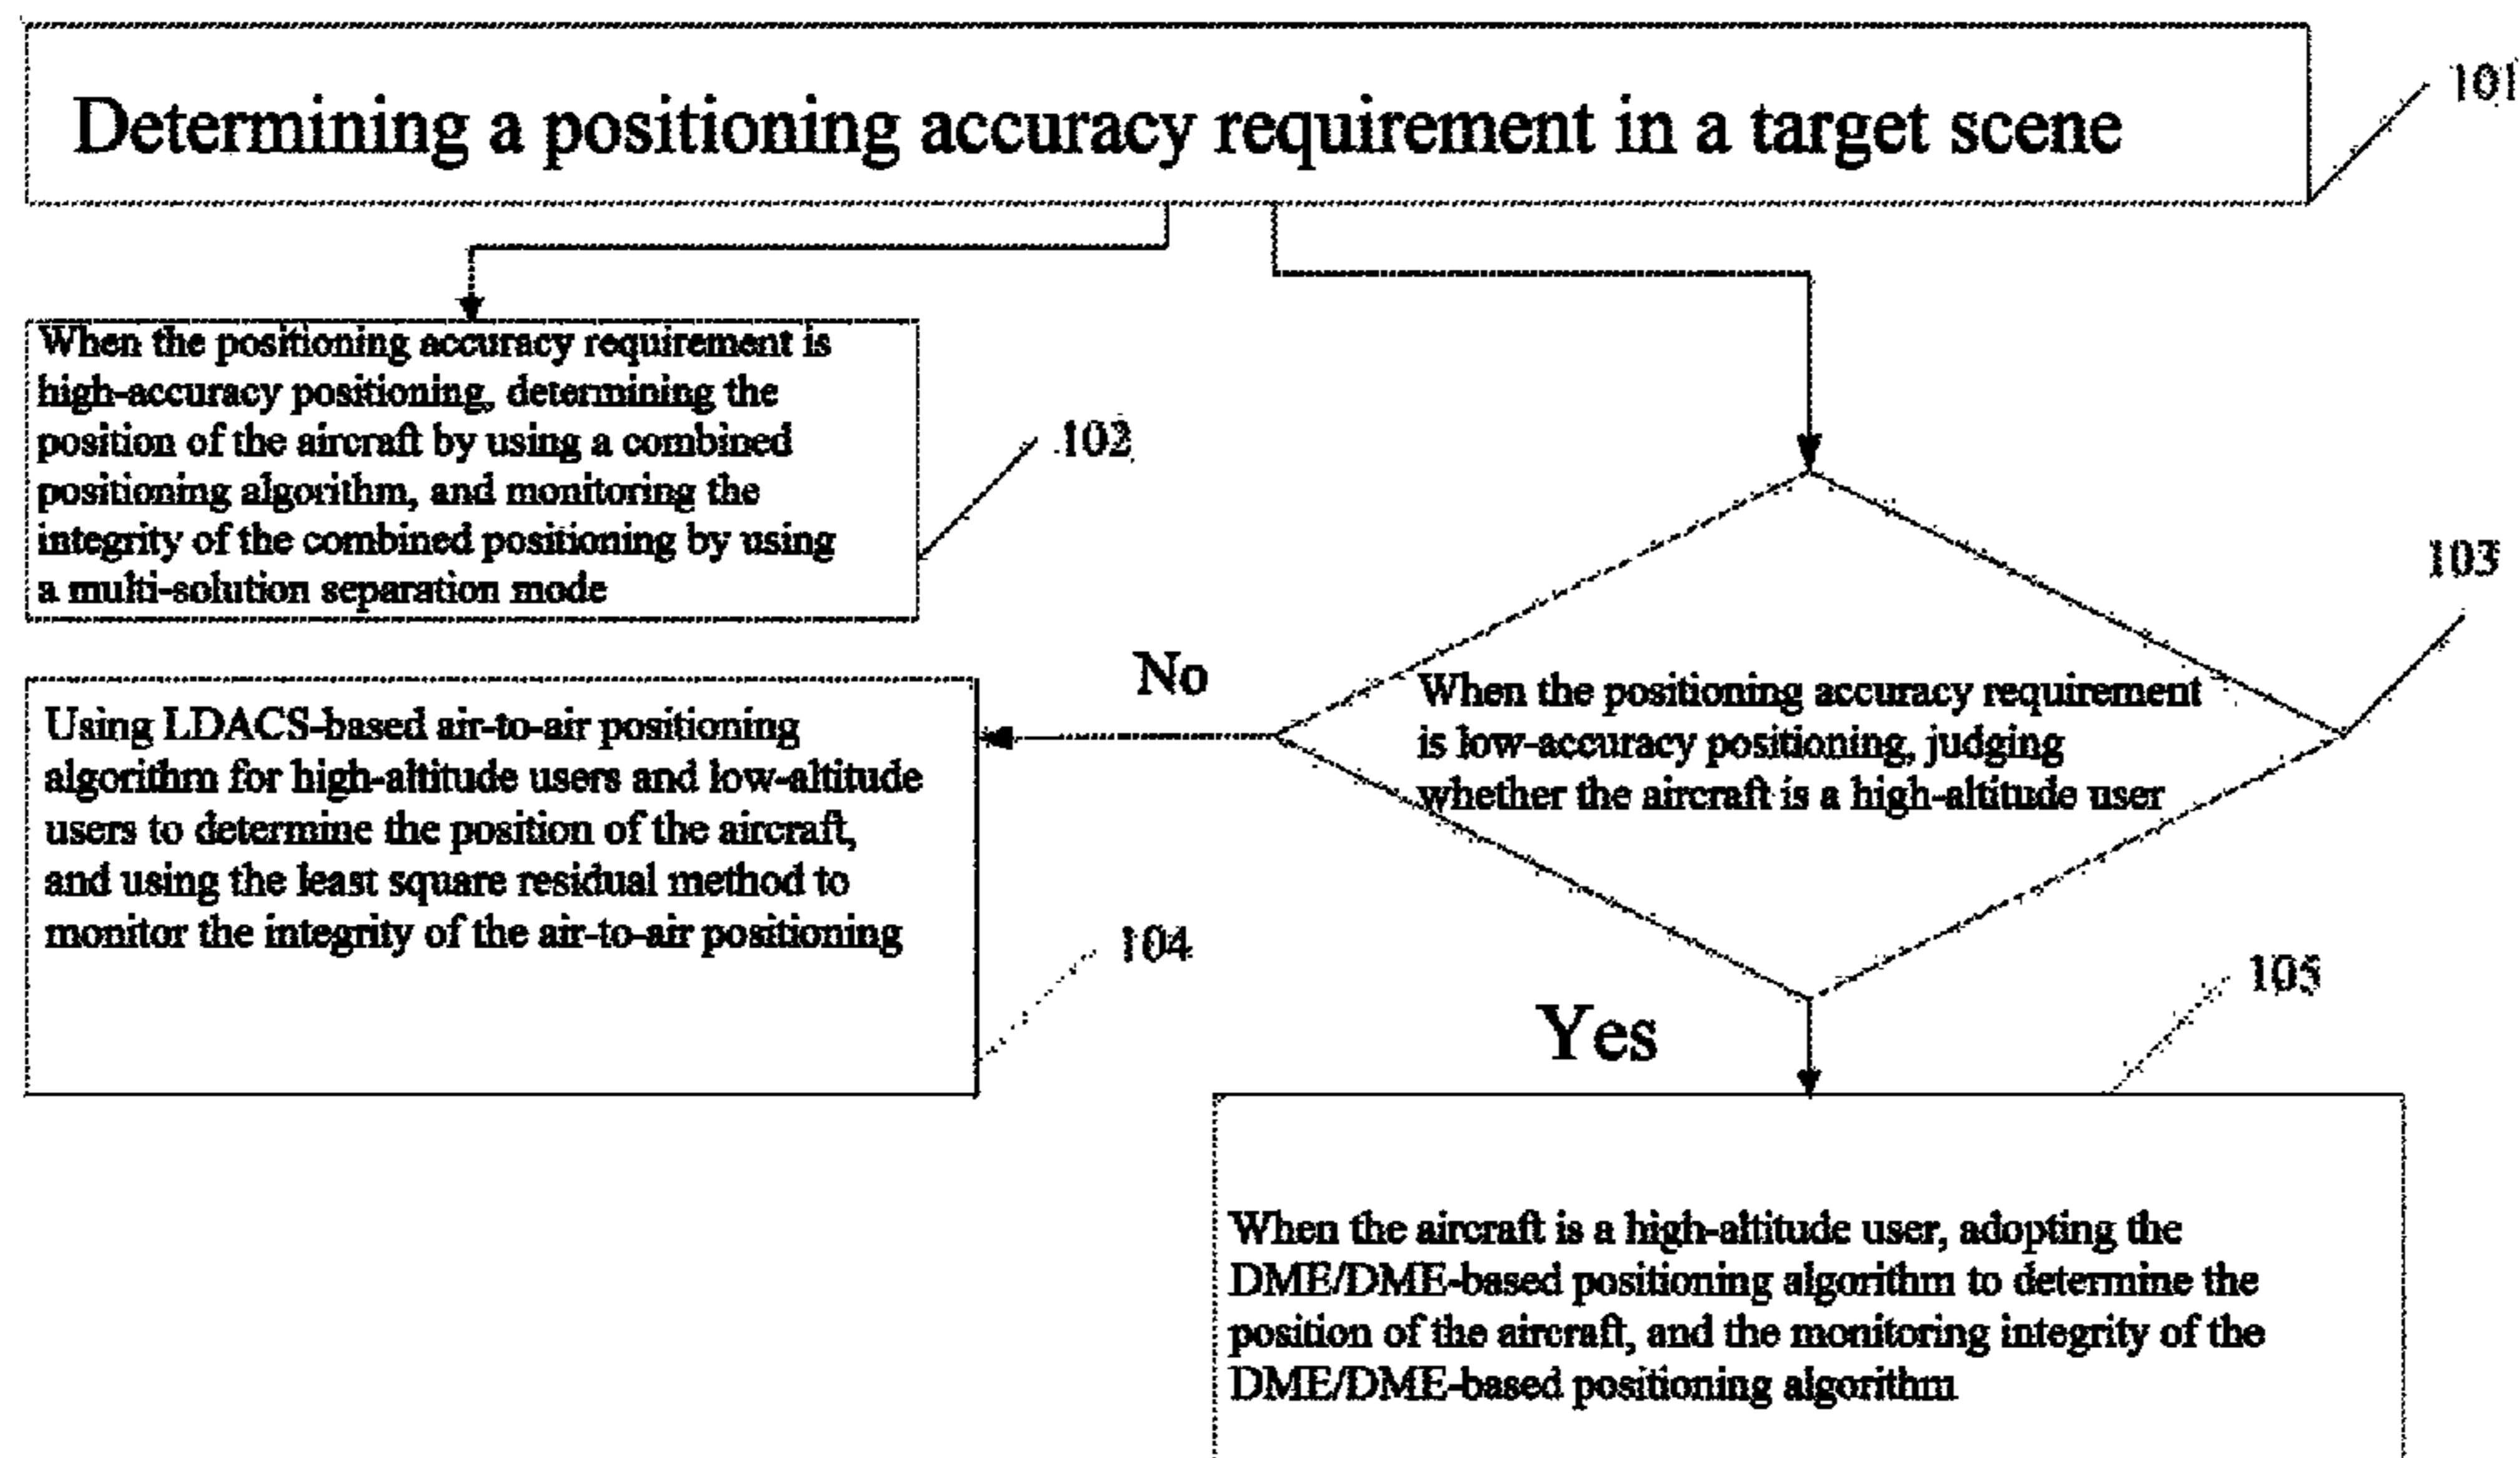 Determining a positioning accuracy requirement in a target scene
101
When the positioning accuracy requirement is
high-accuracy positioning, determining the
position of the aircraft by using a combined
positioning algorithm, and monitoring the
integrity of the combined positioning by using
a multi-solution separation mode
102
103
When the positioning accuracy requirement
is low-accuracy positioning, judging
whether the aircraft is a high-altitude user
No
Using LDACS-based air-to-air positioning
algorithm for high-altitude users and low-altitude
users to determine the position of the aircraft,
and using the least square residual method to
monitor the integrity of the air-to-air positioning
104
Yes
105
When the aircraft is a high-altitude user, adopting the
DME/DME-based positioning algorithm to determine the
position of the aircraft, and the monitoring integrity of the
DME/DME-based positioning algorithm